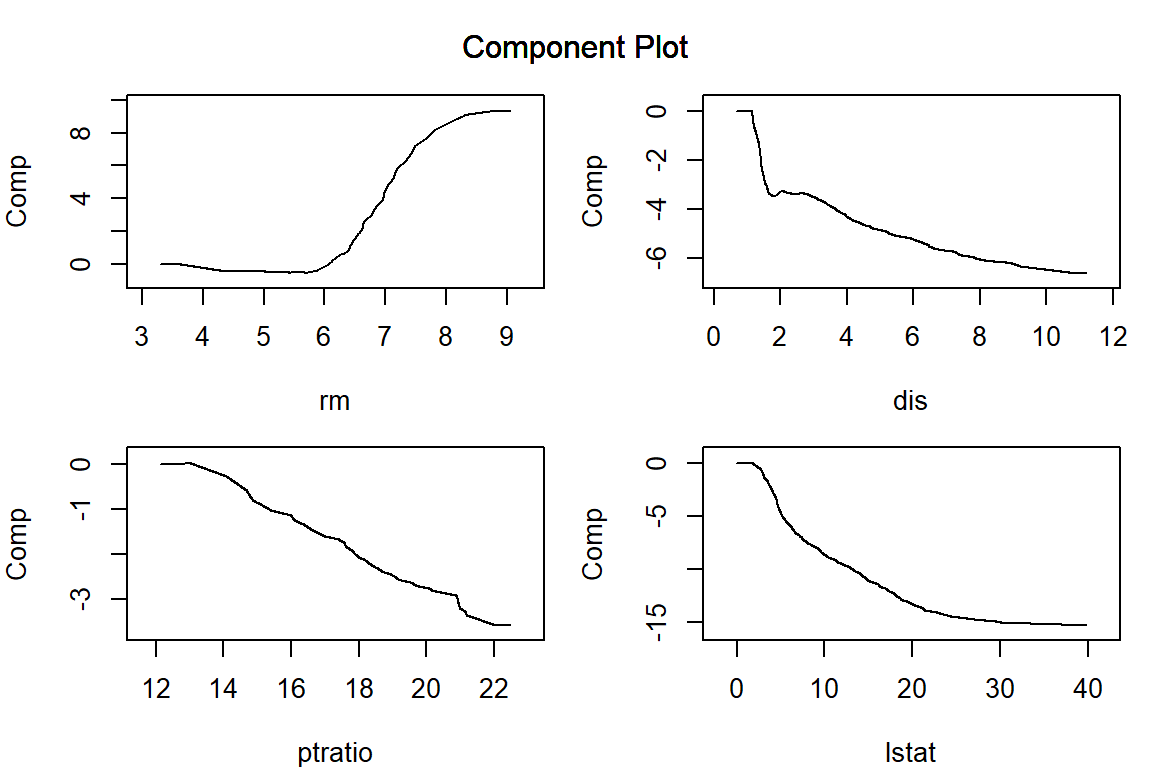 Component Plot
Comp
0 4 8
3 4 5 6 7 8 9
rm
Comp
-6 -4 -2 0
0 2 4 6 8 10 12
dis
Comp
-3 -1 0
12 14 16 18 20 22
ptratio
Comp
-15 -5 0
0 10 20 30 40
lstat